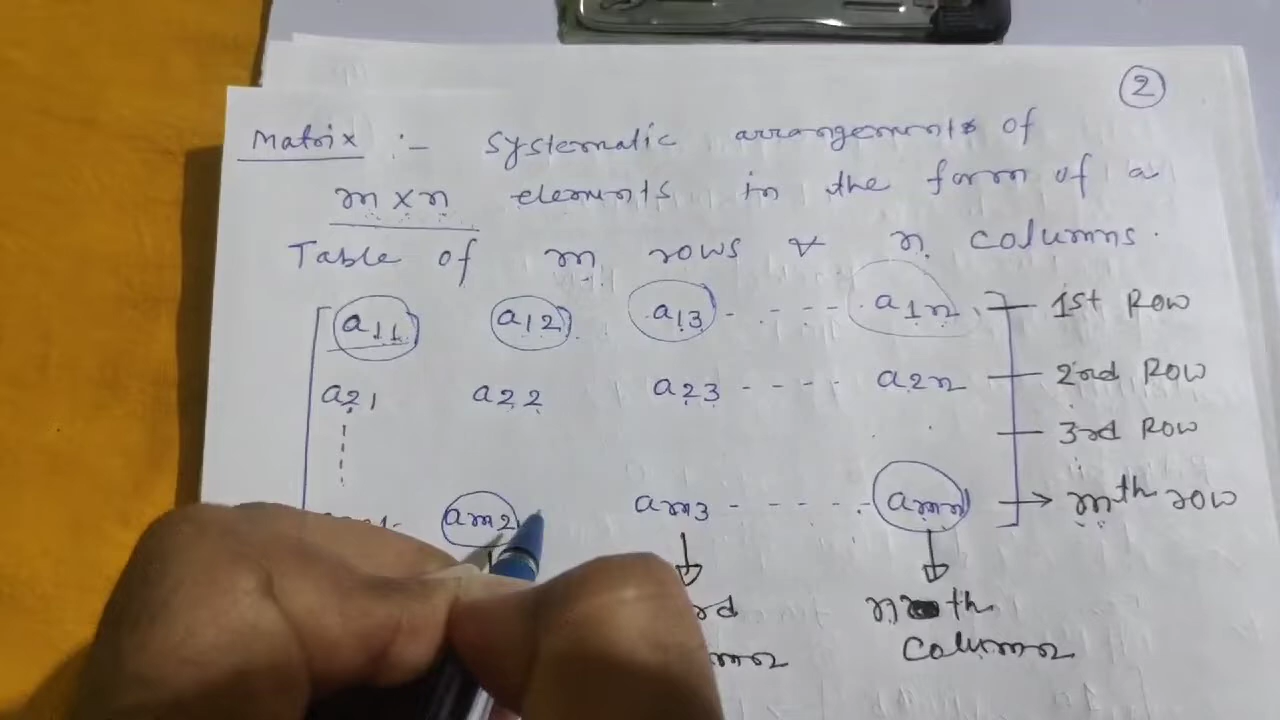 2
Matrix :- Systematic arrangements of
m x n elements in the form of a
Table of m rows & n columns.
a11 a12 a13 - - - - a1n 1st Row
a21 a22 a23 - - - - a2n 2nd Row
3rd Row
am2 am3 - - - - - amn → mth row
nth
column